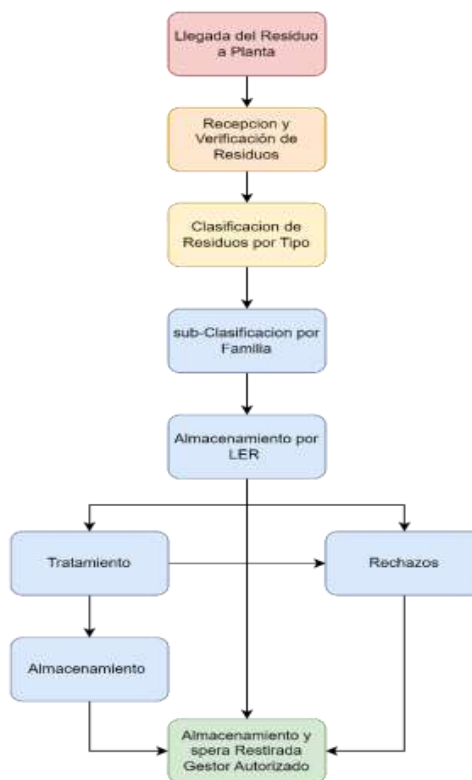 Llegada del Residuo
a Planta
Recepcion y
Verificación de
Residuos
Clasificacion de
Residuos por Tipo
sub-Clasificacion por
Familia
Almacenamiento por
LER
Tratamiento
Rechazos
Almacenamiento
Almacenamiento y
spera Restirada
Gestor Autorizado